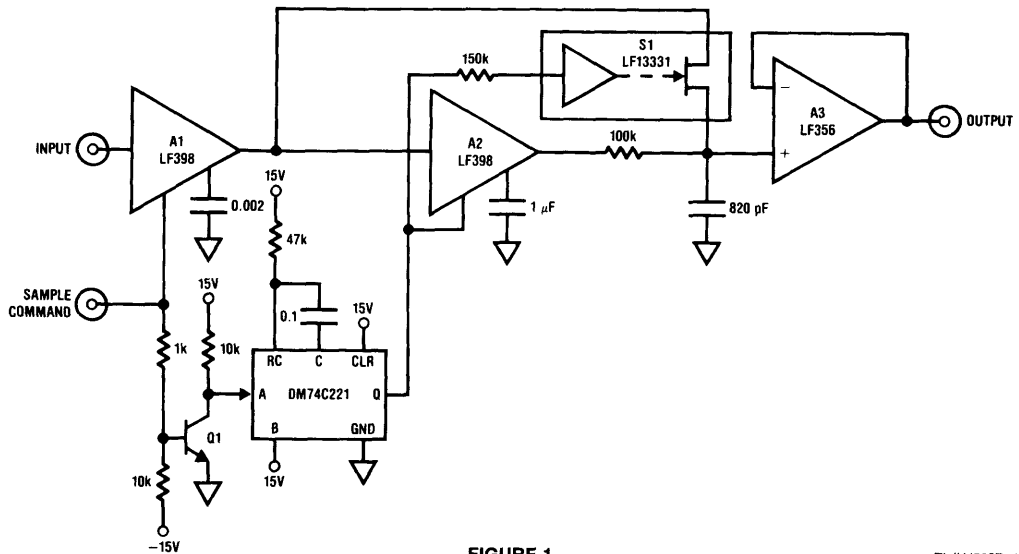 S1
LF13331
150k
A3
LF356
OUTPUT
−
+
INPUT
A1
LF398
A2
LF398
100k
15V
0.002
1 μF
820 pF
47k
SAMPLE
COMMAND
15V
0.1
15V
1k
10k
RC
C
CLR
A
DM74C221
Q
B
GND
Q1
10k
15V
−15V
FIGURE 1